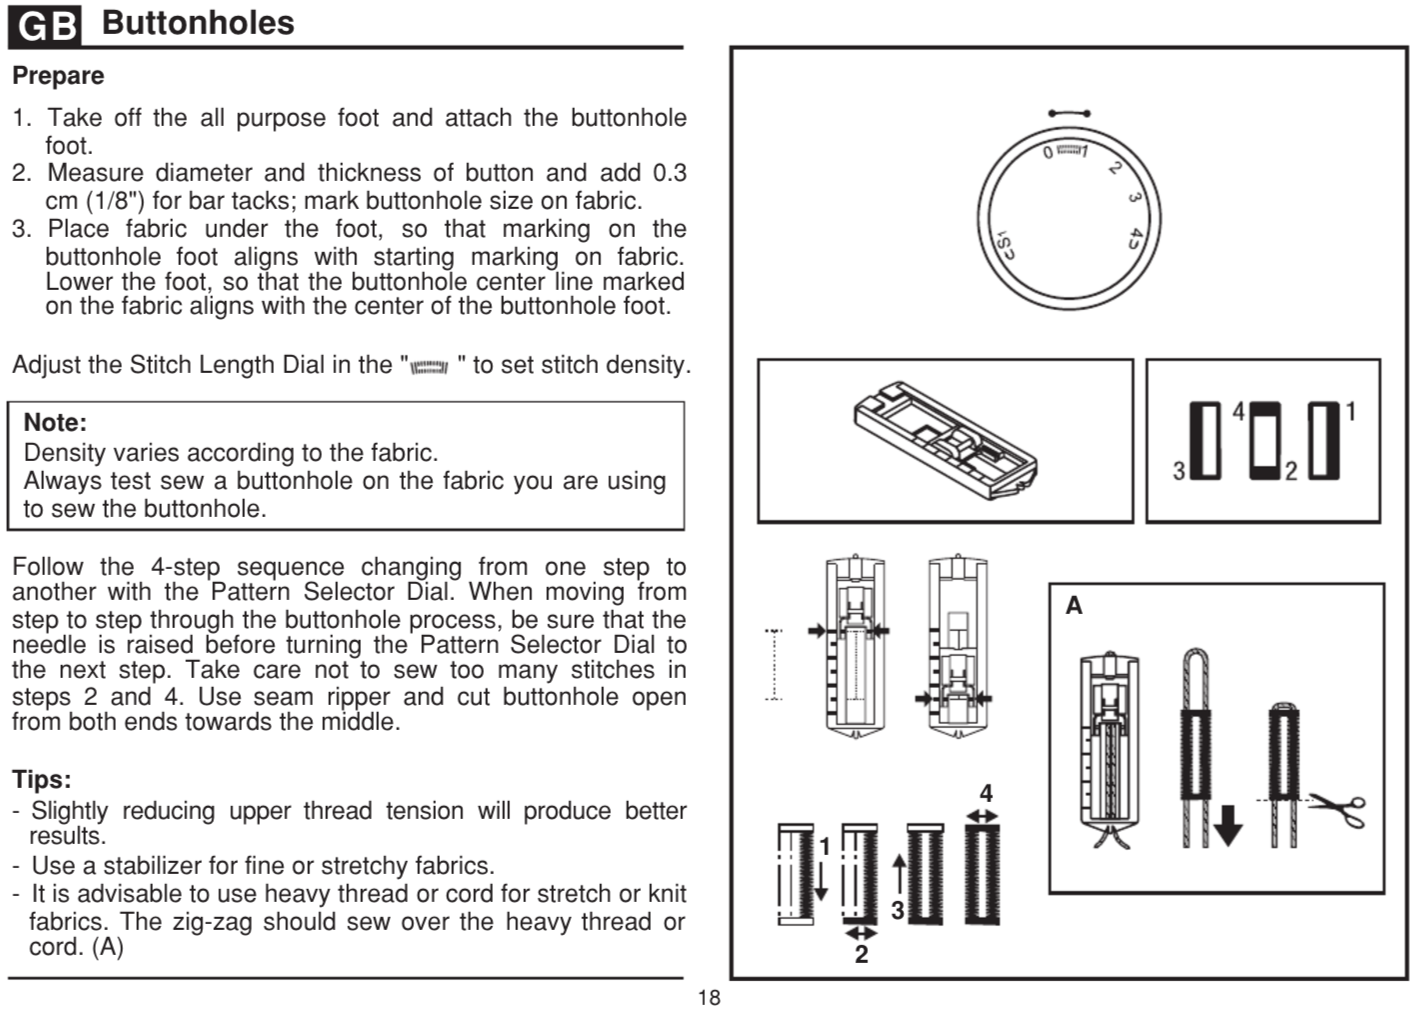 GB Buttonholes
Prepare
1. Take off the all purpose foot and attach the buttonhole
foot.
2. Measure diameter and thickness of button and add 0.3
cm (1/8") for bar tacks; mark buttonhole size on fabric.
3. Place fabric under the foot, so that marking on the
buttonhole foot aligns with starting marking on fabric.
Lower the foot, so that the buttonhole center line marked
on the fabric aligns with the center of the buttonhole foot.
Adjust the Stitch Length Dial in the " " to set stitch density.
Note:
Density varies according to the fabric.
Always test sew a buttonhole on the fabric you are using
to sew the buttonhole.
Follow the 4-step sequence changing from one step to
another with the Pattern Selector Dial. When moving from
step to step through the buttonhole process, be sure that the
needle is raised before turning the Pattern Selector Dial to
the next step. Take care not to sew too many stitches in
steps 2 and 4. Use seam ripper and cut buttonhole open
from both ends towards the middle.
Tips:
- Slightly reducing upper thread tension will produce better
results.
- Use a stabilizer for fine or stretchy fabrics.
- It is advisable to use heavy thread or cord for stretch or knit
fabrics. The zig-zag should sew over the heavy thread or
cord. (A)
0 1
2
3
4
S1
4 1
3 2
A
4
1
3
2
18